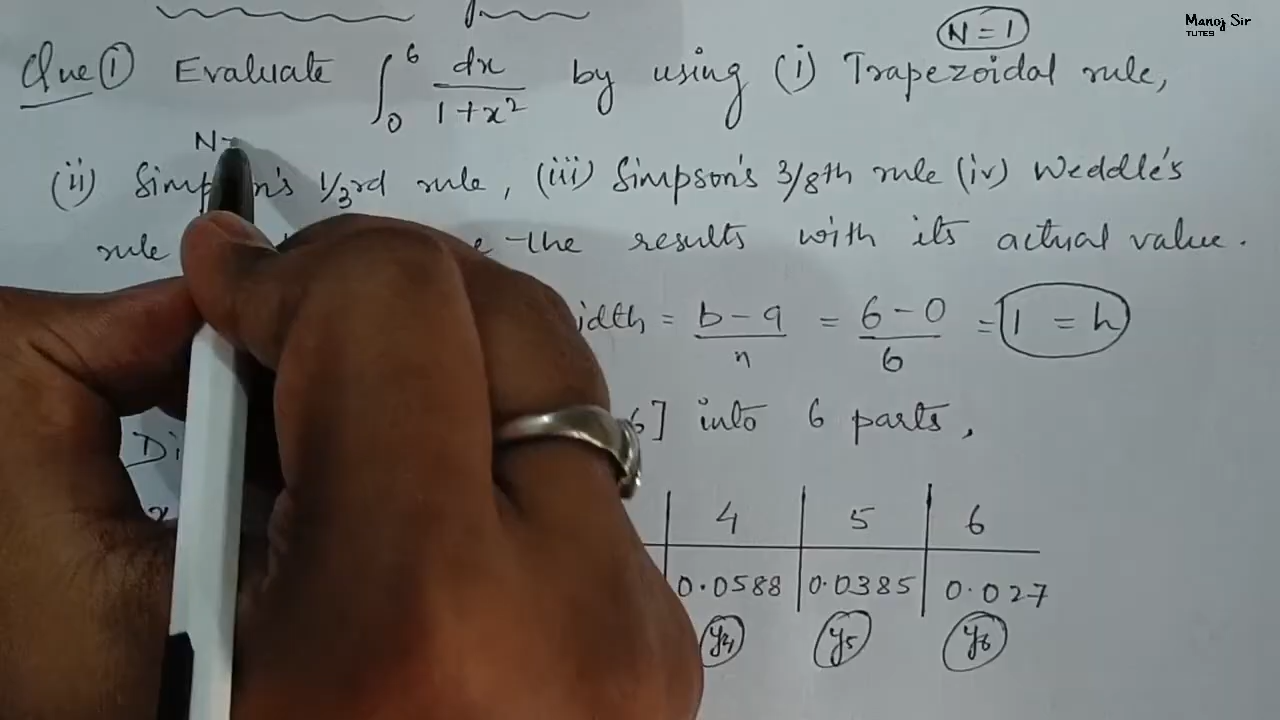 Manoj Sir
TUTES
N = 1
Que ① Evaluate ∫₀⁶ dx/(1+x²) by using (i) Trapezoidal rule,
N-
(ii) Simpson's 1/3rd rule, (iii) Simpson's 3/8th rule (iv) Weddle's
rule the results with its actual value.
= b-a/n = 6-0/6 = 1 = h
6] into 6 parts,
4 | 5 | 6
0.0588 | 0.0385 | 0.027
y4 y5 y6